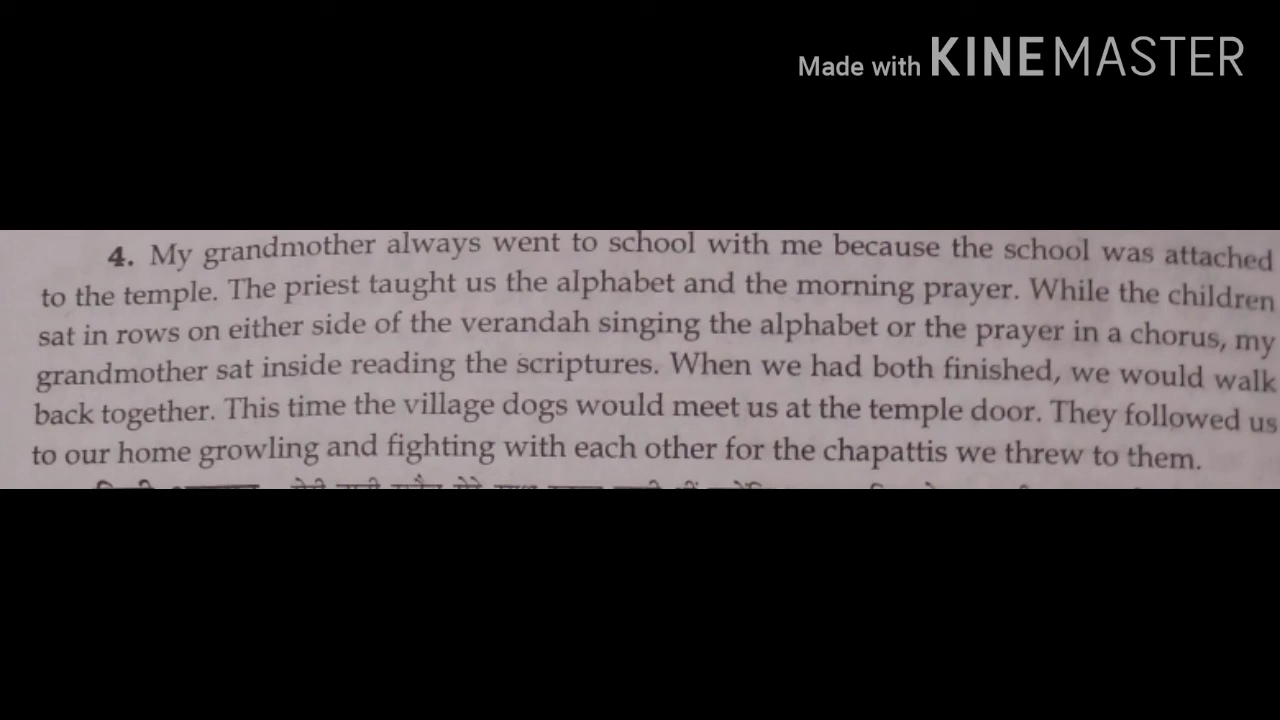 Made with KINEMASTER
4. My grandmother always went to school with me because the school was attached
to the temple. The priest taught us the alphabet and the morning prayer. While the children
sat in rows on either side of the verandah singing the alphabet or the prayer in a chorus, my
grandmother sat inside reading the scriptures. When we had both finished, we would walk
back together. This time the village dogs would meet us at the temple door. They followed us
to our home growling and fighting with each other for the chapattis we threw to them.